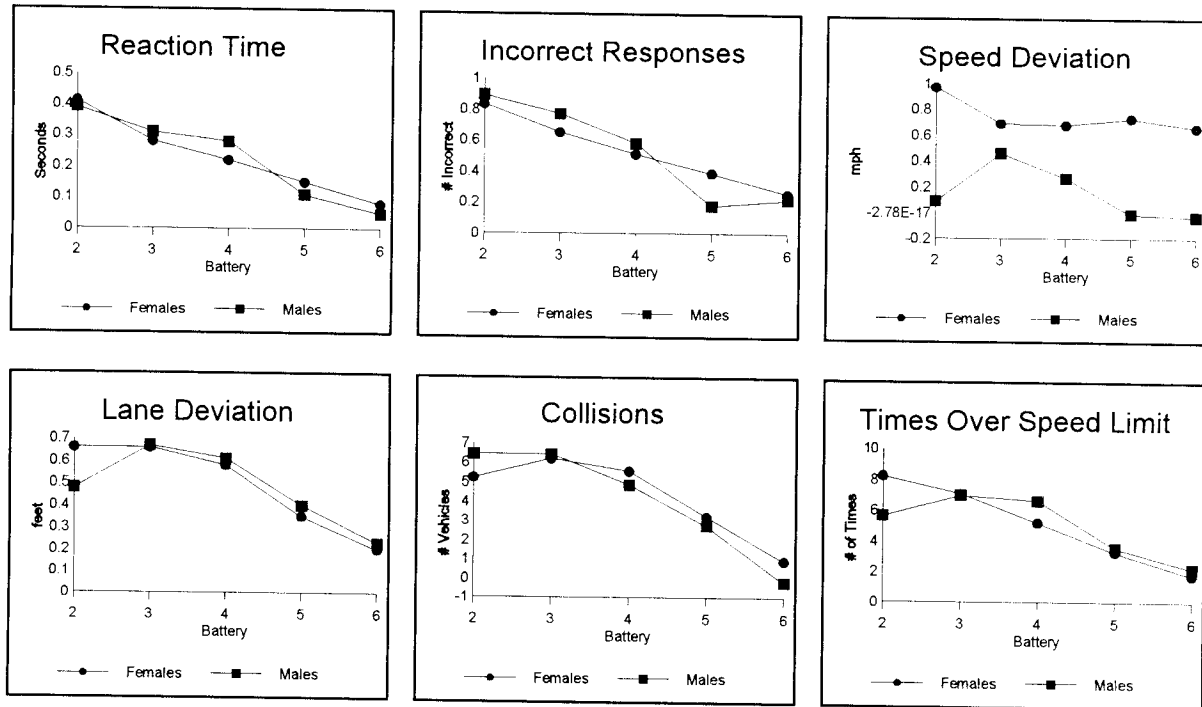 Reaction Time
Seconds
0.5
0.4
0.3
0.2
0.1
0
2 3 4 5 6
Battery
Females Males
Incorrect Responses
# Incorrect
1
0.8
0.6
0.4
0.2
0
2 3 4 5 6
Battery
Females Males
Speed Deviation
mph
1
0.8
0.6
0.4
0.2
-2.78E-17
-0.2
2 3 4 5 6
Battery
Females Males
Lane Deviation
feet
0.7
0.6
0.5
0.4
0.3
0.2
0.1
0
2 3 4 5 6
Battery
Females Males
Collisions
# Vehicles
7
6
5
4
3
2
1
0
-1
2 3 4 5 6
Battery
Females Males
Times Over Speed Limit
# of Times
10
8
6
4
2
0
2 3 4 5 6
Battery
Females Males